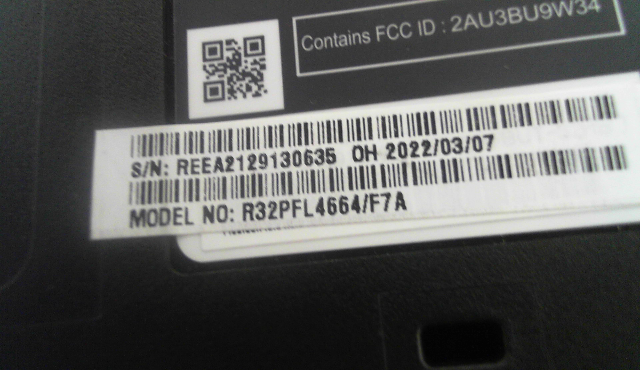 Contains FCC ID : 2AU3BU9W34
S/N: REEA2129130635 OH 2022/03/07
MODEL NO: R32PFL4664/F7A